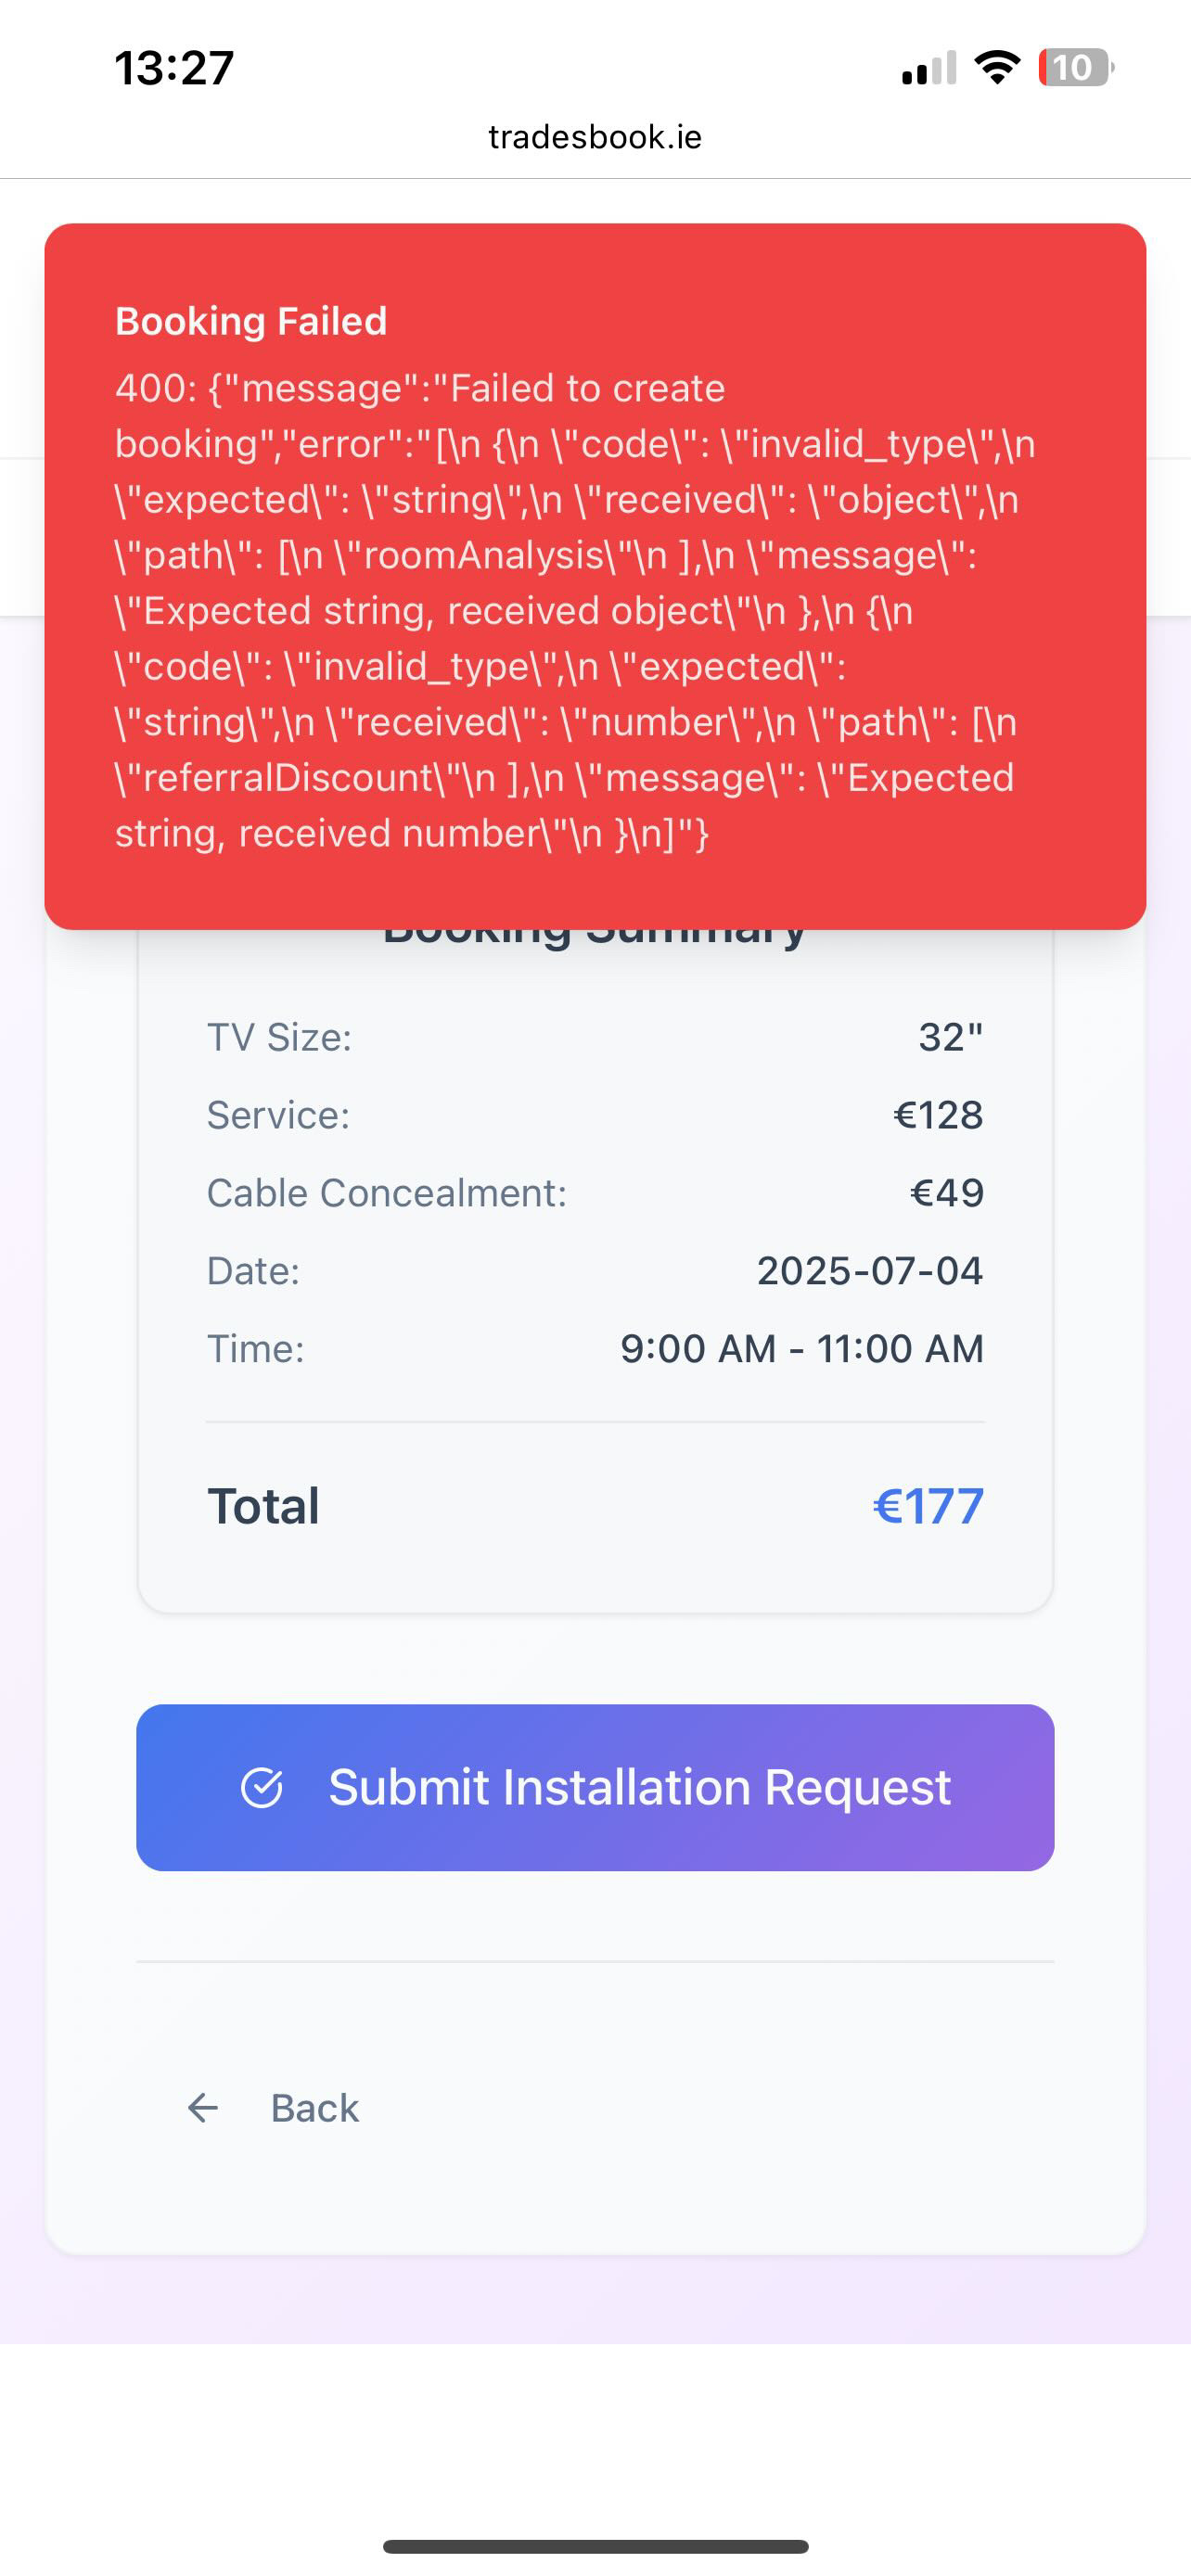 13:27
10
tradesbook.ie
Booking Failed
400: {"message":"Failed to create
booking","error":"[\n {\n \"code\": \"invalid_type\",\n
\"expected\": \"string\",\n \"received\": \"object\",\n
\"path\": [\n \"roomAnalysis\"\n ],\n \"message\":
\"Expected string, received object\"\n },\n {\n
\"code\": \"invalid_type\",\n \"expected\":
\"string\",\n \"received\": \"number\",\n \"path\": [\n
\"referralDiscount\"\n ],\n \"message\": \"Expected
string, received number\"\n }\n]"}
Booking Summary
TV Size: 32"
Service: €128
Cable Concealment: €49
Date: 2025-07-04
Time: 9:00 AM - 11:00 AM
Total €177
Submit Installation Request
Back